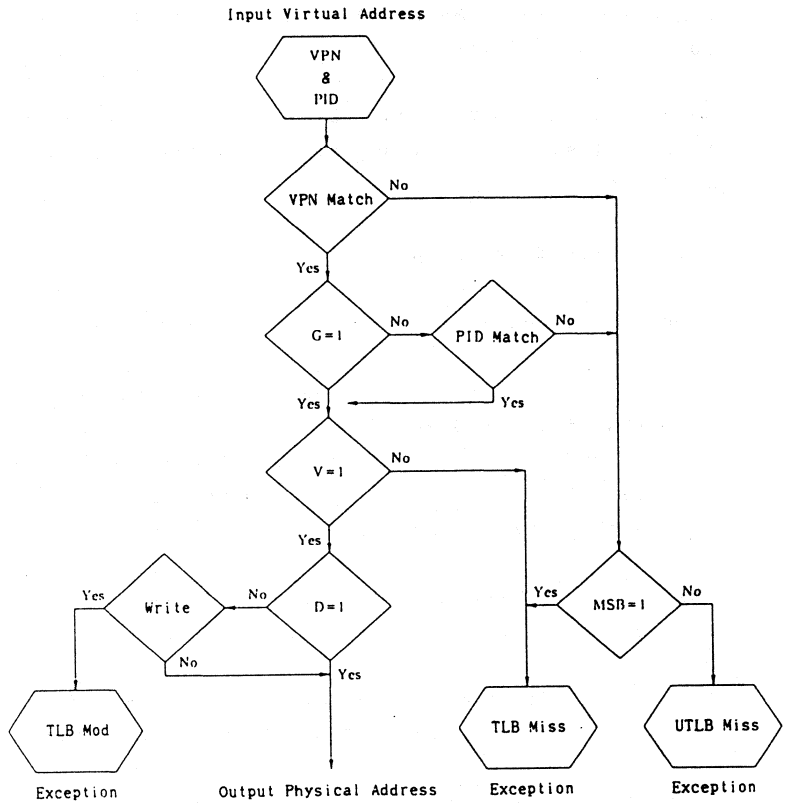 Input Virtual Address
VPN
&
PID
VPN Match
No
Yes
G=1
No
PID Match
No
Yes
Yes
V=1
No
Yes
D=1
No
Write
Yes
No
Yes
MSB=1
Yes
No
TLB Mod
TLB Miss
UTLB Miss
Exception
Output Physical Address
Exception
Exception